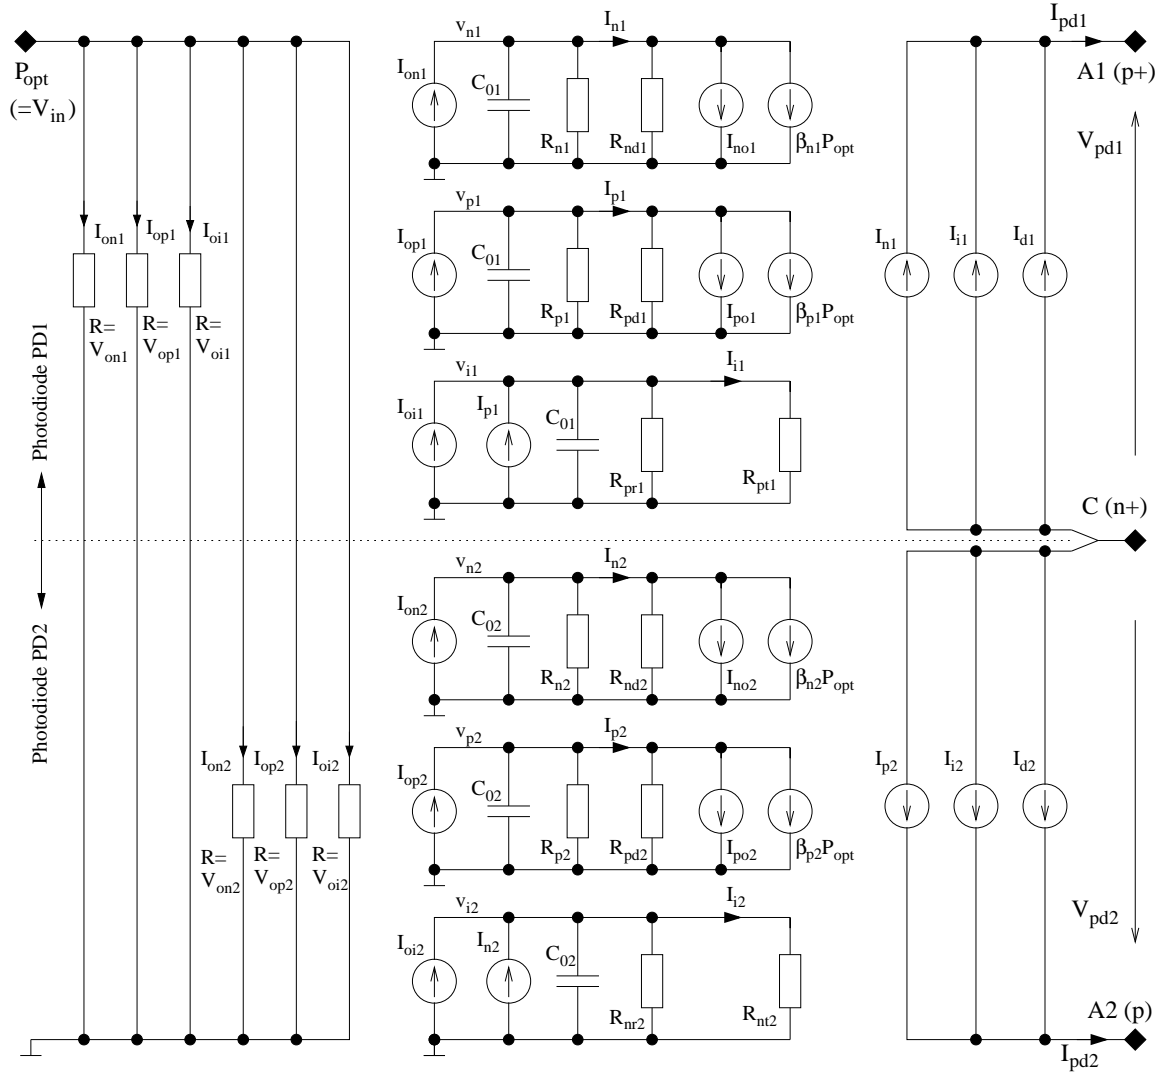 P_opt
(=V_in)
I_on1
I_op1
I_oi1
R=
V_on1
R=
V_op1
R=
V_oi1
Photodiode PD1
Photodiode PD2
I_on2
I_op2
I_oi2
R=
V_on2
R=
V_op2
R=
V_oi2
v_n1
I_n1
I_on1
C_01
R_n1
R_nd1
I_no1
β_n1P_opt
v_p1
I_p1
I_op1
C_01
R_p1
R_pd1
I_po1
β_p1P_opt
v_i1
I_i1
I_oi1
I_p1
C_01
R_pr1
R_pt1
v_n2
I_n2
I_on2
C_02
R_n2
R_nd2
I_no2
β_n2P_opt
v_p2
I_p2
I_op2
C_02
R_p2
R_pd2
I_po2
β_p2P_opt
v_i2
I_i2
I_oi2
I_n2
C_02
R_nr2
R_nt2
I_pd1
A1 (p+)
V_pd1
I_n1
I_i1
I_d1
C (n+)
I_p2
I_i2
I_d2
V_pd2
A2 (p)
I_pd2